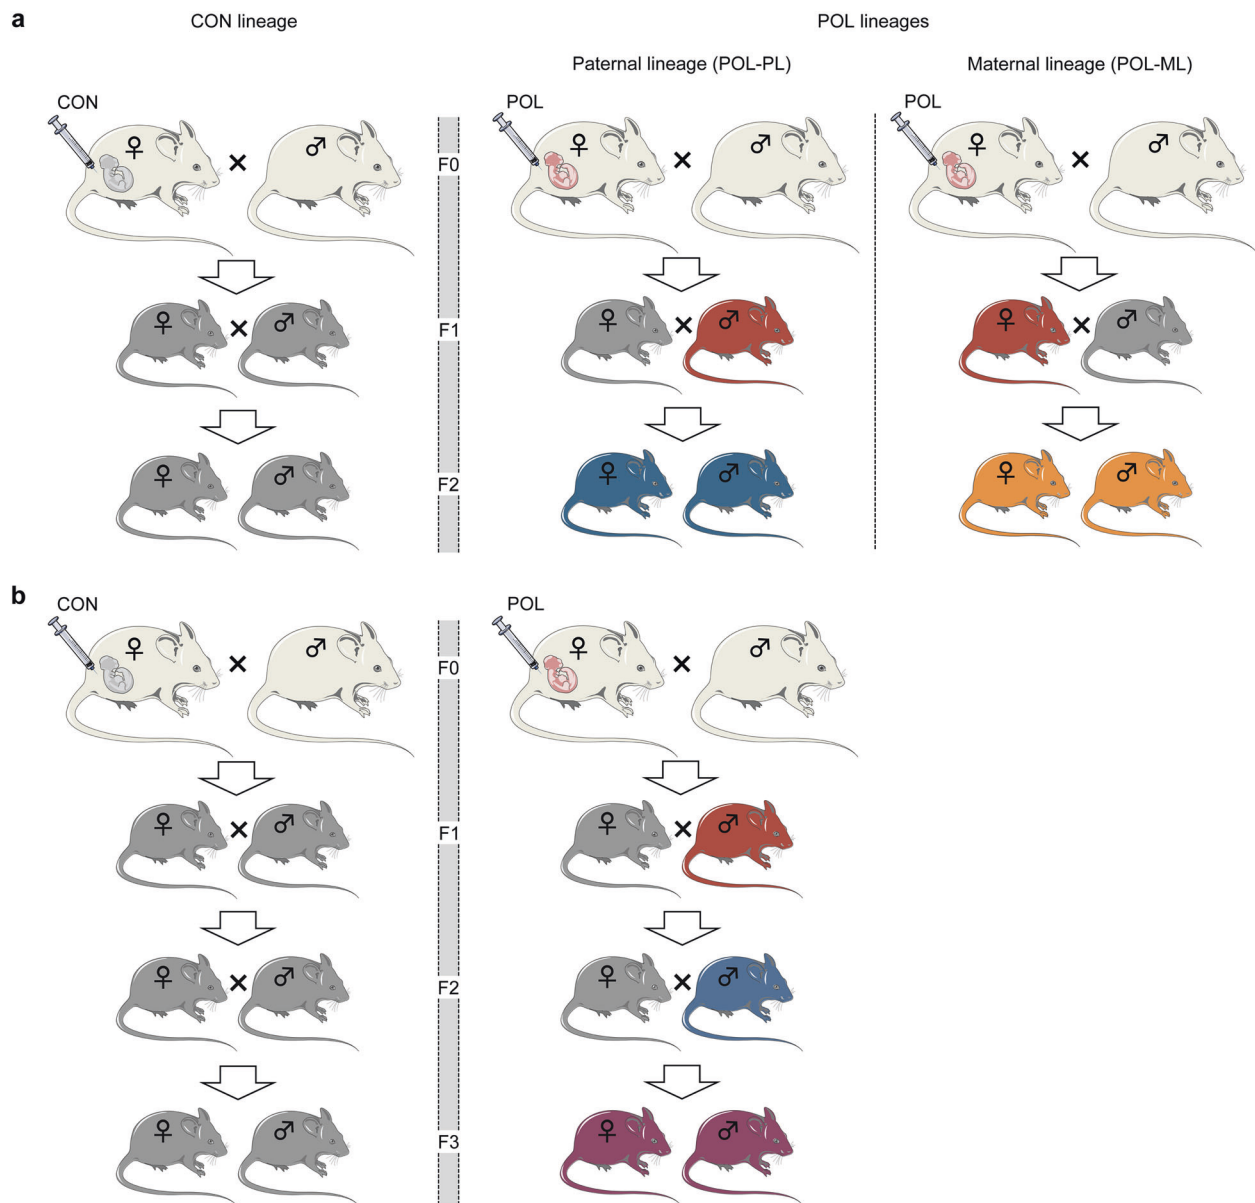 a
CON lineage
POL lineages
Paternal lineage (POL-PL)
Maternal lineage (POL-ML)
CON
♀ × ♂
F0
POL
♀ × ♂
POL
♀ × ♂
♀ × ♂
F1
♀ × ♂
♀ × ♂
♀ ♂
F2
♀ ♂
♀ ♂
b
CON
♀ × ♂
F0
POL
♀ × ♂
♀ × ♂
F1
♀ × ♂
♀ × ♂
F2
♀ × ♂
♀ ♂
F3
♀ ♂